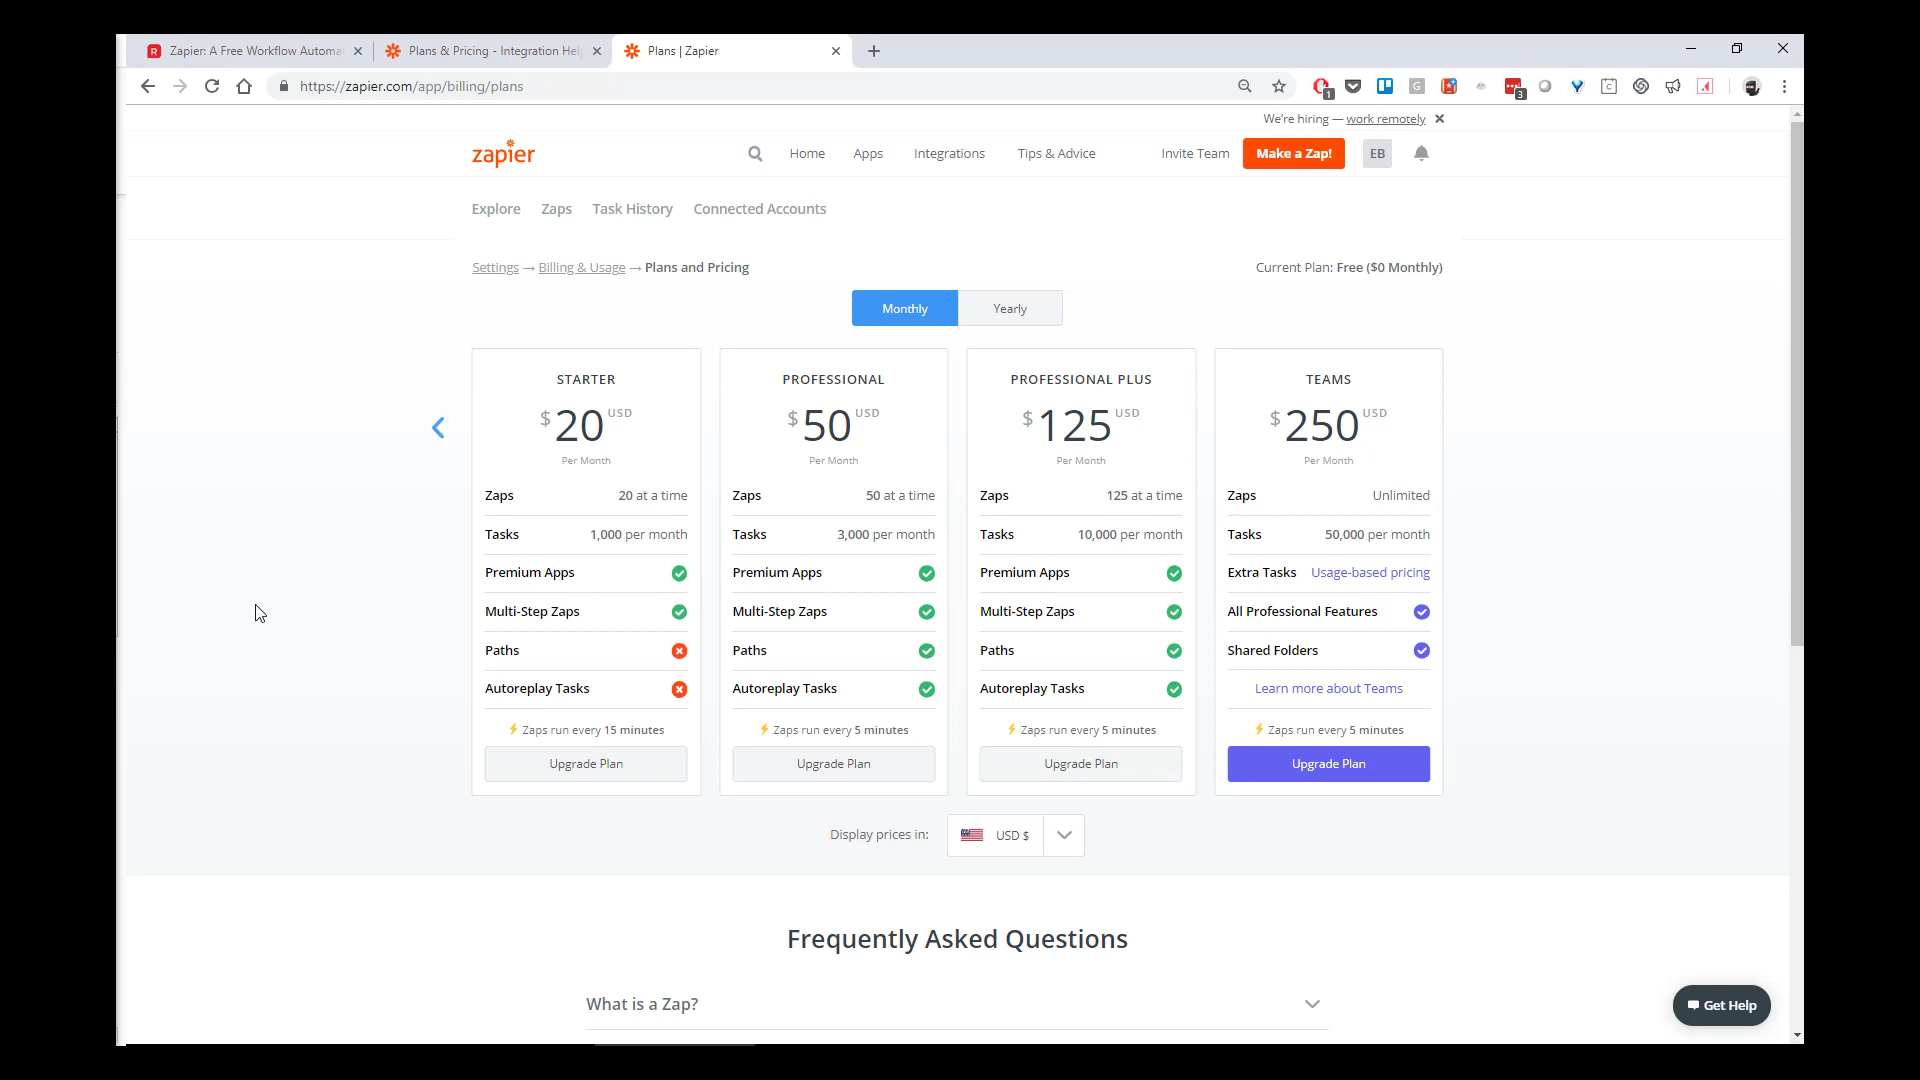 Zapier: A Free Workflow Automa
Plans & Pricing - Integration Hel
Plans | Zapier
https://zapier.com/app/billing/plans
1
3
We're hiring — work remotely
zapier
Home Apps Integrations Tips & Advice Invite Team Make a Zap! EB
Explore Zaps Task History Connected Accounts
Settings → Billing & Usage → Plans and Pricing
Current Plan: Free ($0 Monthly)
Monthly Yearly
STARTER
$20 USD
Per Month
Zaps 20 at a time
Tasks 1,000 per month
Premium Apps
Multi-Step Zaps
Paths
Autoreplay Tasks
Zaps run every 15 minutes
Upgrade Plan
PROFESSIONAL
$50 USD
Per Month
Zaps 50 at a time
Tasks 3,000 per month
Premium Apps
Multi-Step Zaps
Paths
Autoreplay Tasks
Zaps run every 5 minutes
Upgrade Plan
PROFESSIONAL PLUS
$125 USD
Per Month
Zaps 125 at a time
Tasks 10,000 per month
Premium Apps
Multi-Step Zaps
Paths
Autoreplay Tasks
Zaps run every 5 minutes
Upgrade Plan
TEAMS
$250 USD
Per Month
Zaps Unlimited
Tasks 50,000 per month
Extra Tasks Usage-based pricing
All Professional Features
Shared Folders
Learn more about Teams
Zaps run every 5 minutes
Upgrade Plan
Display prices in: USD $
Frequently Asked Questions
What is a Zap?
Get Help